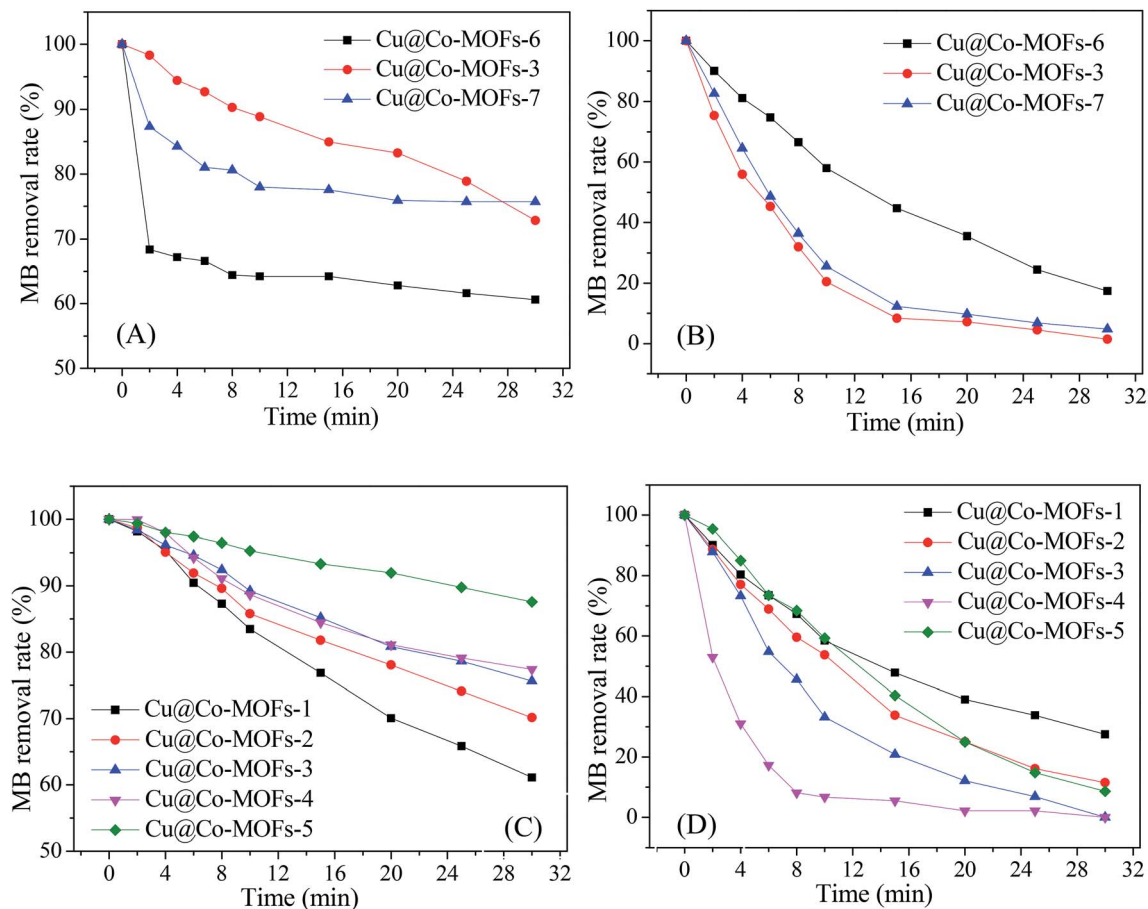 Cu@Co-MOFs-6
Cu@Co-MOFs-3
Cu@Co-MOFs-7
MB removal rate (%)
100
90
80
70
60
50
(A)
0 4 8 12 16 20 24 28 32
Time (min)
Cu@Co-MOFs-6
Cu@Co-MOFs-3
Cu@Co-MOFs-7
MB removal rate (%)
100
80
60
40
20
0
(B)
0 4 8 12 16 20 24 28 32
Time (min)
MB removal rate (%)
100
90
80
70
60
50
Cu@Co-MOFs-1
Cu@Co-MOFs-2
Cu@Co-MOFs-3
Cu@Co-MOFs-4
Cu@Co-MOFs-5
(C)
0 4 8 12 16 20 24 28 32
Time (min)
Cu@Co-MOFs-1
Cu@Co-MOFs-2
Cu@Co-MOFs-3
Cu@Co-MOFs-4
Cu@Co-MOFs-5
MB removal rate (%)
100
80
60
40
20
0
(D)
0 4 8 12 16 20 24 28 32
Time (min)